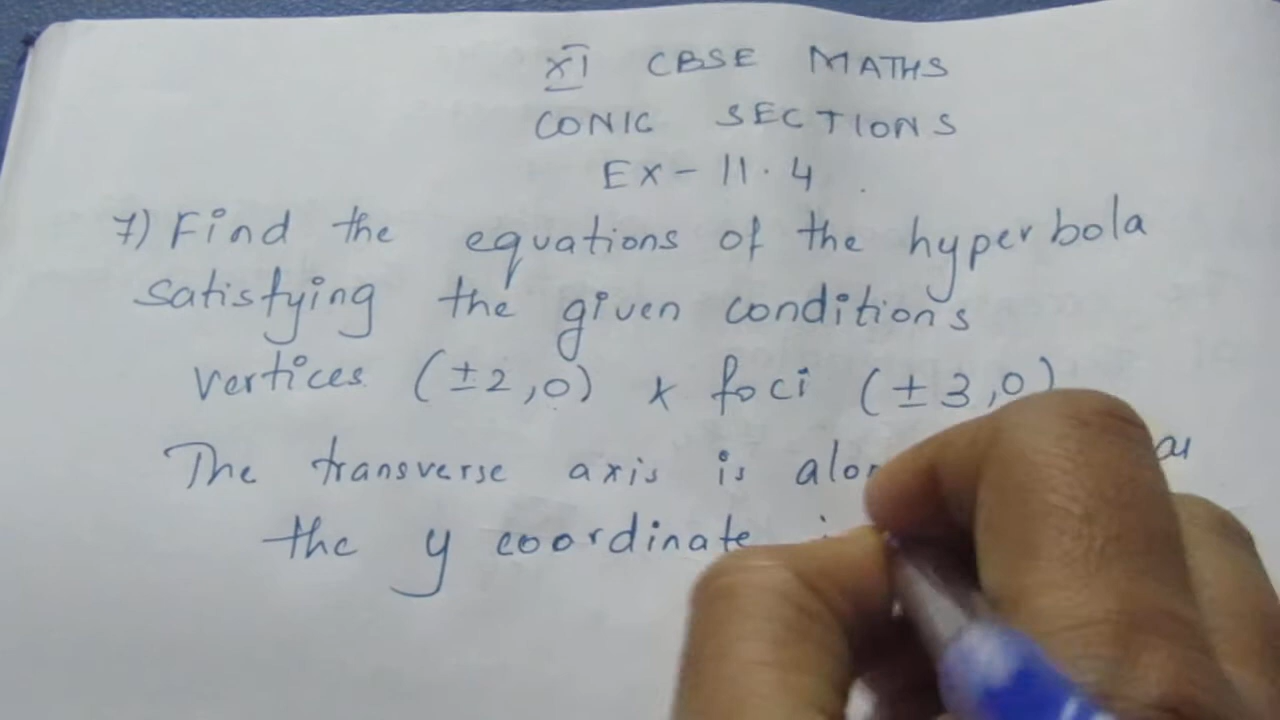 XI CBSE MATHS
CONIC SECTIONS
Ex - 11.4
7) Find the equations of the hyperbola
satisfying the given conditions
vertices (±2,0) & foci (±3,0)
The transverse axis is
the y coordinate